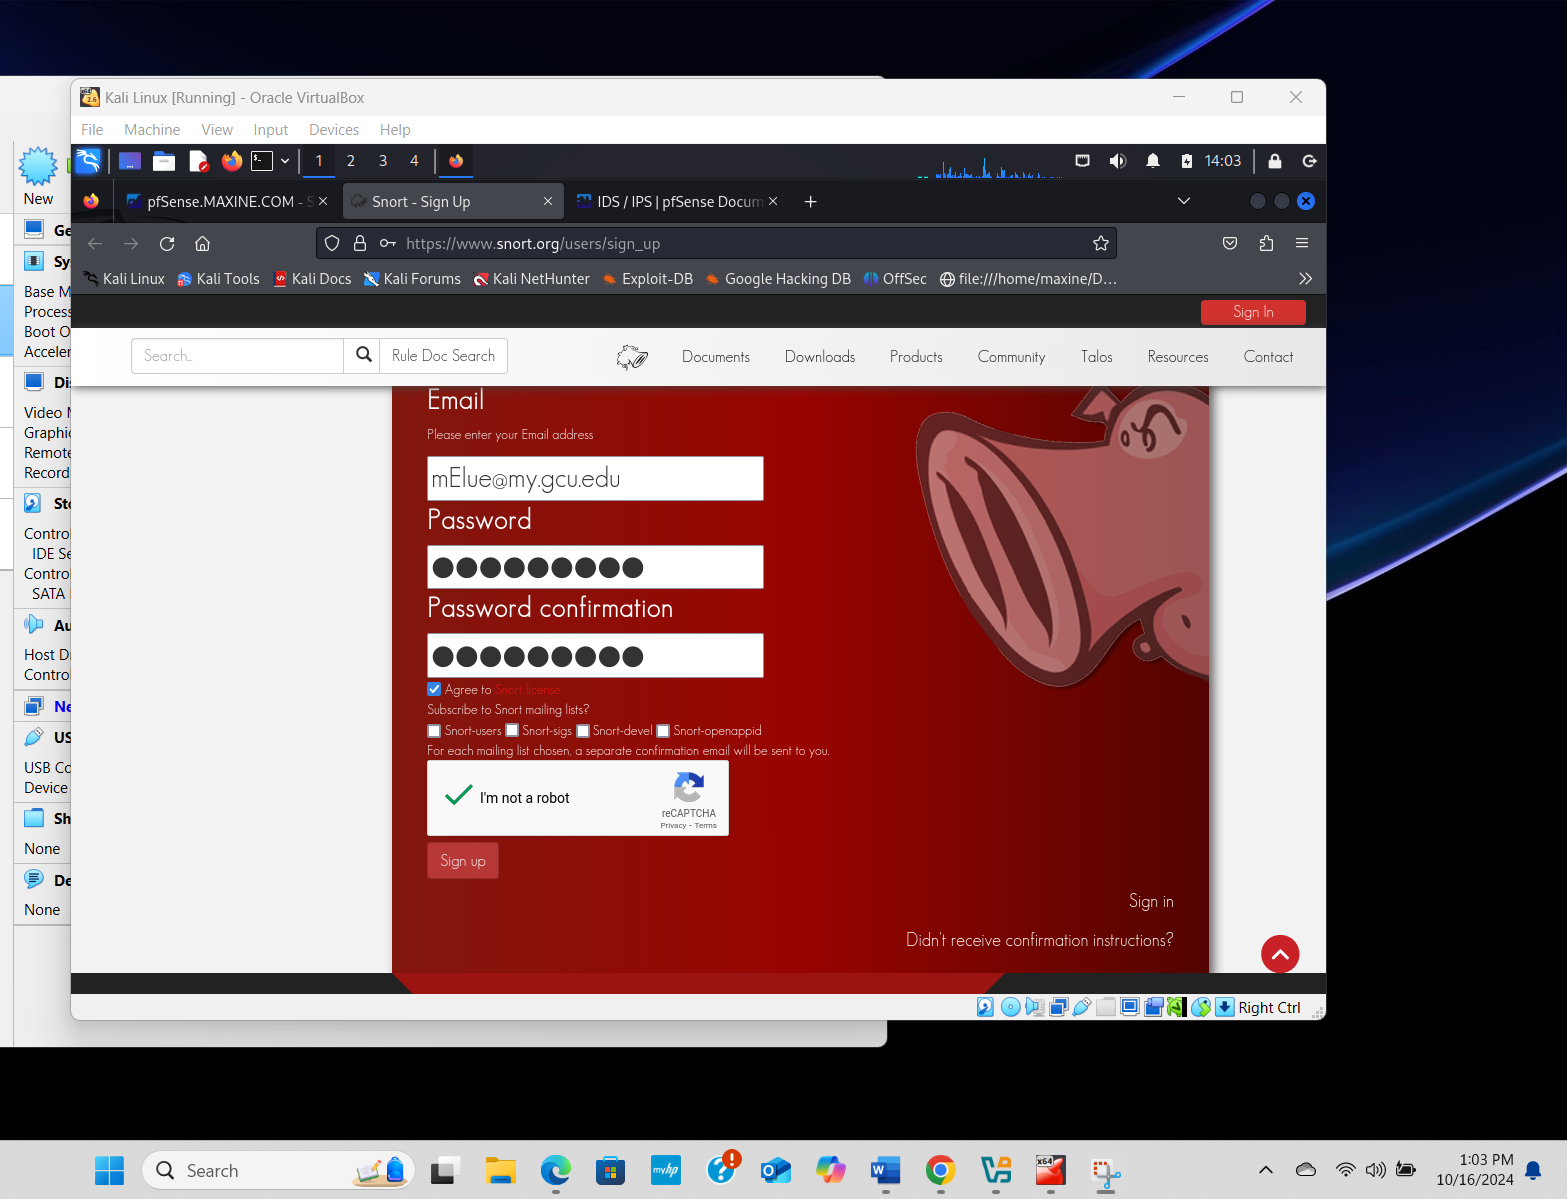 Kali Linux [Running] - Oracle VirtualBox
File Machine View Input Devices Help
1 2 3 4 14:03
pfSense.MAXINE.COM - S Snort - Sign Up IDS / IPS | pfSense Docum
https://www.snort.org/users/sign_up
Kali Linux Kali Tools Kali Docs Kali Forums Kali NetHunter Exploit-DB Google Hacking DB OffSec file:///home/maxine/D...
Sign In
Search... Rule Doc Search Documents Downloads Products Community Talos Resources Contact
Email
Please enter your Email address
mElue@my.gcu.edu
Password
Password confirmation
Agree to Snort license
Subscribe to Snort mailing lists?
Snort-users Snort-sigs Snort-devel Snort-openappid
For each mailing list chosen, a separate confirmation email will be sent to you.
I'm not a robot
reCAPTCHA
Privacy - Terms
Sign up
Sign in
Didn't receive confirmation instructions?
Right Ctrl
New
Ge
Sy
Base M
Process
Boot O
Acceler
Di
Video M
Graphic
Remote
Record
Sto
Contro
IDE Se
Contro
SATA
Au
Host D
Contro
Ne
US
USB Co
Device
Sh
None
De
None
Search
myhp
x64
1:03 PM
10/16/2024